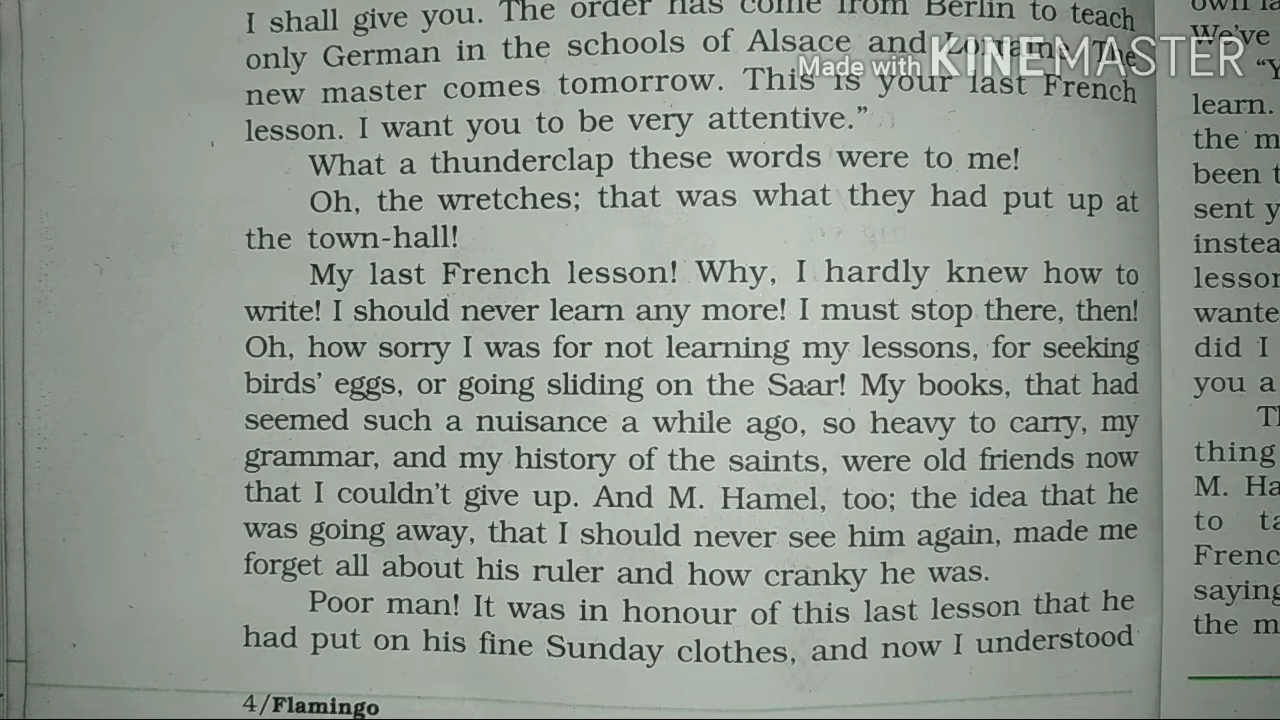 I shall give you. The order has come from Berlin to teach
only German in the schools of Alsace and Lorraine. The
new master comes tomorrow. This is your last French
lesson. I want you to be very attentive.”
What a thunderclap these words were to me!
Oh, the wretches; that was what they had put up at
the town-hall!
My last French lesson! Why, I hardly knew how to
write! I should never learn any more! I must stop there, then!
Oh, how sorry I was for not learning my lessons, for seeking
birds’ eggs, or going sliding on the Saar! My books, that had
seemed such a nuisance a while ago, so heavy to carry, my
grammar, and my history of the saints, were old friends now
that I couldn’t give up. And M. Hamel, too; the idea that he
was going away, that I should never see him again, made me
forget all about his ruler and how cranky he was.
Poor man! It was in honour of this last lesson that he
had put on his fine Sunday clothes, and now I understood
4/Flamingo
Made with KINEMASTER
own
We’ve
“Y
learn.
the m
been t
sent y
instea
lesson
wante
did I
you a
Th
thing
M. Ha
to ta
Frenc
saying
the m